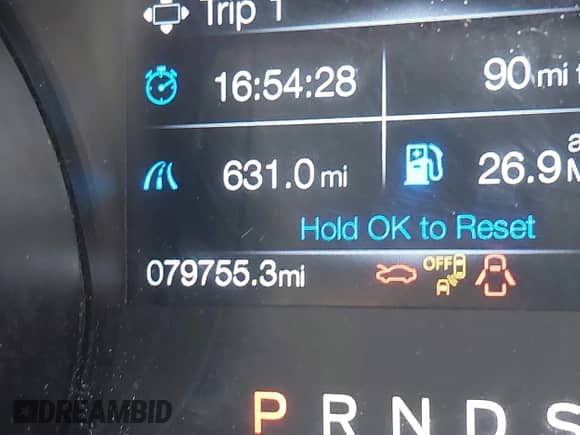 Trip 1
16:54:28
90 mi
631.0 mi
26.9
Hold OK to Reset
079755.3mi
OFF
P R N D S
DREAMBID